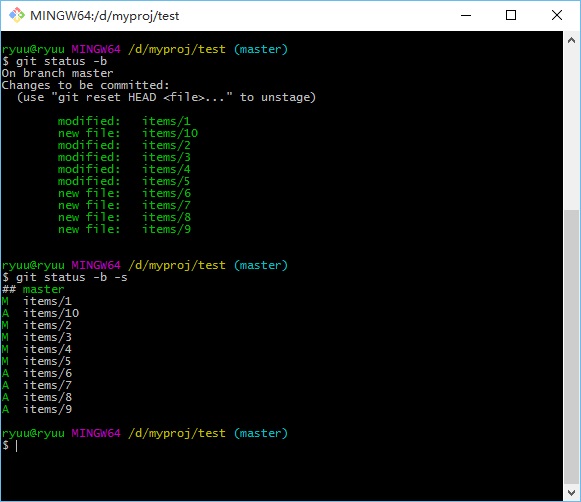 MINGW64:/d/myproj/test
ryuu@ryuu MINGW64 /d/myproj/test (master)
$ git status -b
On branch master
Changes to be committed:
  (use "git reset HEAD <file>..." to unstage)
        modified:   items/1
        new file:   items/10
        modified:   items/2
        modified:   items/3
        modified:   items/4
        modified:   items/5
        new file:   items/6
        new file:   items/7
        new file:   items/8
        new file:   items/9
ryuu@ryuu MINGW64 /d/myproj/test (master)
$ git status -b -s
## master
M  items/1
A  items/10
M  items/2
M  items/3
M  items/4
M  items/5
A  items/6
A  items/7
A  items/8
A  items/9
ryuu@ryuu MINGW64 /d/myproj/test (master)
$